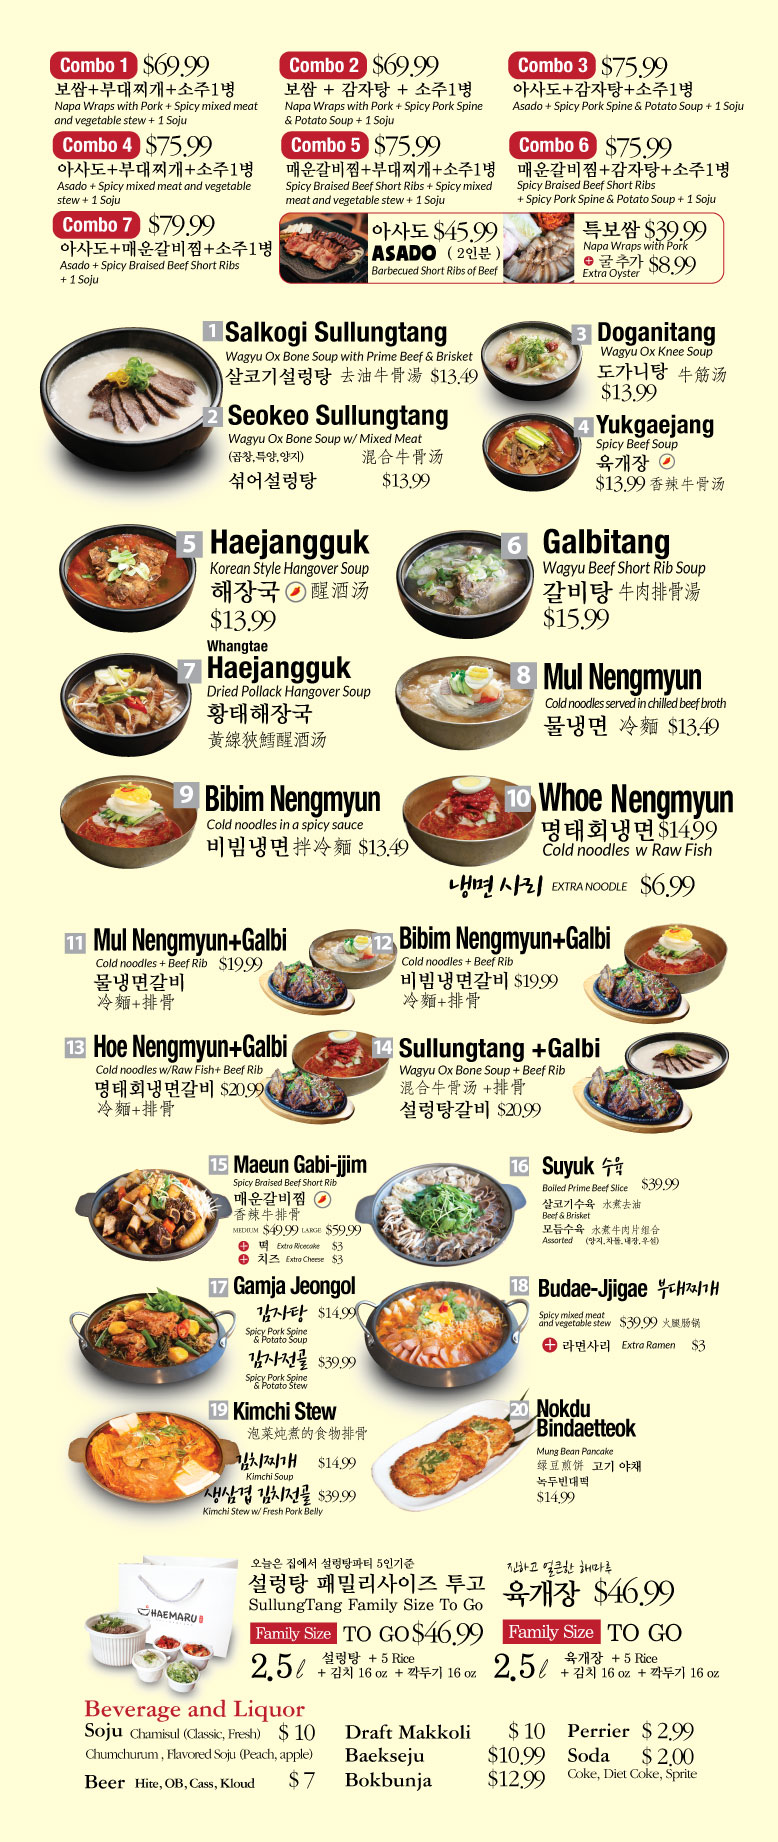 Combo 1 $69.99
보쌈+부대찌개+소주1병
Napa Wraps with Pork + Spicy mixed meat
and vegetable stew + 1 Soju
Combo 2 $69.99
보쌈 + 감자탕 + 소주1병
Napa Wraps with Pork + Spicy Pork Spine
& Potato Soup + 1 Soju
Combo 3 $75.99
아사도+감자탕+소주1병
Asado + Spicy Pork Spine & Potato Soup + 1 Soju
Combo 4 $75.99
아사도+부대찌개+소주1병
Asado + Spicy mixed meat and vegetable
stew + 1 Soju
Combo 5 $75.99
매운갈비찜+부대찌개+소주1병
Spicy Braised Beef Short Ribs + Spicy mixed
meat and vegetable stew + 1 Soju
Combo 6 $75.99
매운갈비찜+감자탕+소주1병
Spicy Braised Beef Short Ribs
+ Spicy Pork Spine & Potato Soup + 1 Soju
Combo 7 $79.99
아사도+매운갈비찜+소주1병
Asado + Spicy Braised Beef Short Ribs
+ 1 Soju
아사도 $45.99
ASADO (2인분)
Barbecued Short Ribs of Beef
특보쌈 $39.99
Napa Wraps with Pork
굴추가 $8.99
Extra Oyster
1 Salkogi Sullungtang
Wagyu Ox Bone Soup with Prime Beef & Brisket
살코기설렁탕 去油牛骨湯 $13.49
2 Seokeo Sullungtang
Wagyu Ox Bone Soup w/ Mixed Meat
(곱창,특양,양지) 混合牛骨汤
섞어설렁탕 $13.99
3 Doganitang
Wagyu Ox Knee Soup
도가니탕 牛筋汤
$13.99
4 Yukgaejang
Spicy Beef Soup
육개장
$13.99 香辣牛骨汤
5 Haejangguk
Korean Style Hangover Soup
해장국 醒酒汤
$13.99
6 Galbitang
Wagyu Beef Short Rib Soup
갈비탕 牛肉排骨湯
$15.99
Whangtae
7 Haejangguk
Dried Pollack Hangover Soup
황태해장국
黃線狹鱈醒酒汤
8 Mul Nengmyun
Cold noodles served in chilled beef broth
물냉면 冷麵 $13.49
9 Bibim Nengmyun
Cold noodles in a spicy sauce
비빔냉면 拌冷麵 $13.49
10 Whoe Nengmyun
명태회냉면 $14.99
Cold noodles w Raw Fish
냉면 사리 EXTRA NOODLE $6.99
11 Mul Nengmyun+Galbi
Cold noodles + Beef Rib $19.99
물냉면갈비
冷麵+排骨
12 Bibim Nengmyun+Galbi
Cold noodles + Beef Rib
비빔냉면갈비 $19.99
冷麵+排骨
13 Hoe Nengmyun+Galbi
Cold noodles w/Raw Fish+ Beef Rib
명태회냉면갈비 $20.99
冷麵+排骨
14 Sullungtang +Galbi
Wagyu Ox Bone Soup + Beef Rib
混合牛骨汤 +排骨
설렁탕갈비 $20.99
15 Maeun Gabi-jjim
Spicy Braised Beef Short Rib
매운갈비찜
香辣牛排骨
MEDIUM $49.99 LARGE $59.99
떡 Extra Ricecake $3
치즈 Extra Cheese $3
16 Suyuk 수육
Boiled Prime Beef Slice $39.99
살코기수육 水煮去油
Beef & Brisket
모듬수육 水煮牛肉片组合
Assorted (양지,차돌,내장,우설)
17 Gamja Jeongol
감자탕 $14.99
Spicy Pork Spine
& Potato Soup
감자전골 $39.99
Spicy Pork Spine
& Potato Stew
18 Budae-Jjigae 부대찌개
Spicy mixed meat
and vegetable stew $39.99 火腿肠锅
라면사리 Extra Ramen $3
19 Kimchi Stew
泡菜炖煮的食物排骨
김치찌개 $14.99
Kimchi Soup
생삼겹 김치전골 $39.99
Kimchi Stew w/ Fresh Pork Belly
20 Nokdu
Bindaetteok
Mung Bean Pancake
绿豆煎饼 고기 야채
녹두빈대떡
$14.99
HAEMARU
오늘은 집에서 설렁탕파티 5인기준
설렁탕 패밀리사이즈 투고
SullungTang Family Size To Go
Family Size TO GO $46.99
2.5ℓ 설렁탕 + 5 Rice
+ 김치 16 oz + 깍두기 16 oz
진하고 얼큰한 해마루
육개장 $46.99
Family Size TO GO
2.5ℓ 육개장 + 5 Rice
+ 김치 16 oz + 깍두기 16 oz
Beverage and Liquor
Soju Chamisul (Classic, Fresh) $ 10
Chumchurum , Flavored Soju (Peach, apple)
Beer Hite, OB, Cass, Kloud $ 7
Draft Makkoli $ 10
Baekseju $10.99
Bokbunja $12.99
Perrier $ 2.99
Soda $ 2.00
Coke, Diet Coke, Sprite